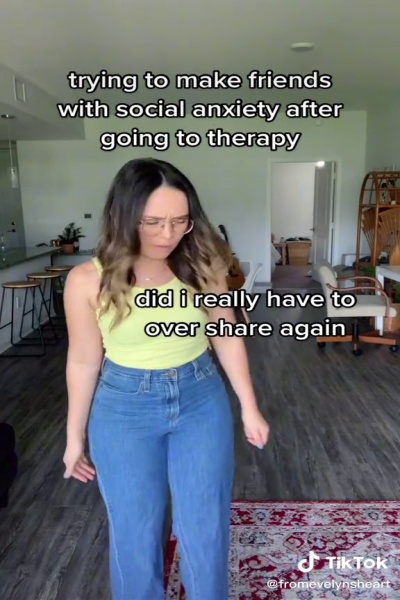 trying to make friends
with social anxiety after
going to therapy
did i really have to
over share again
TikTok
@fromevelynsheart